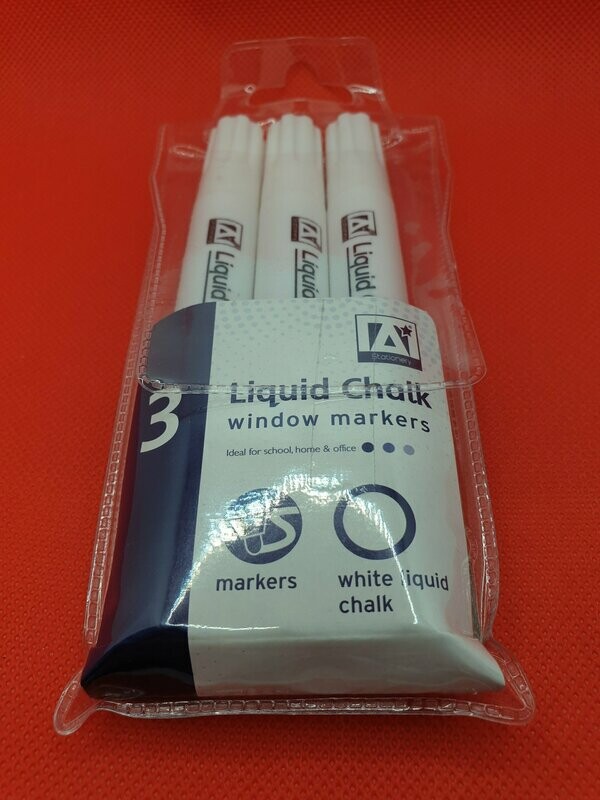 A
Liquid
A
Liquid
A
Liquid
A
Stationery
3
Liquid Chalk
window markers
Ideal for school, home & office
markers
white liquid
chalk